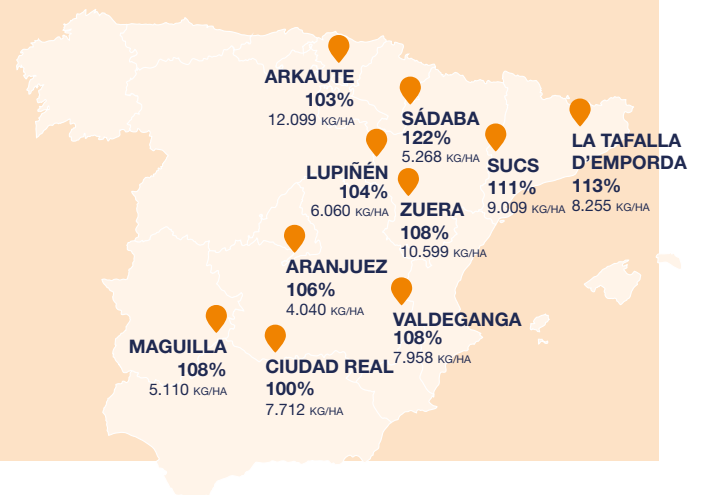 ARKAUTE
103%
12.099 KG/HA
SÁDABA
122%
5.268 KG/HA
LA TAFALLA
D'EMPORDA
113%
8.255 KG/HA
SUCS
111%
9.009 KG/HA
LUPIÑÉN
104%
6.060 KG/HA
ZUERA
108%
10.599 KG/HA
ARANJUEZ
106%
4.040 KG/HA
VALDEGANGA
108%
7.958 KG/HA
MAGUILLA
108%
5.110 KG/HA
CIUDAD REAL
100%
7.712 KG/HA